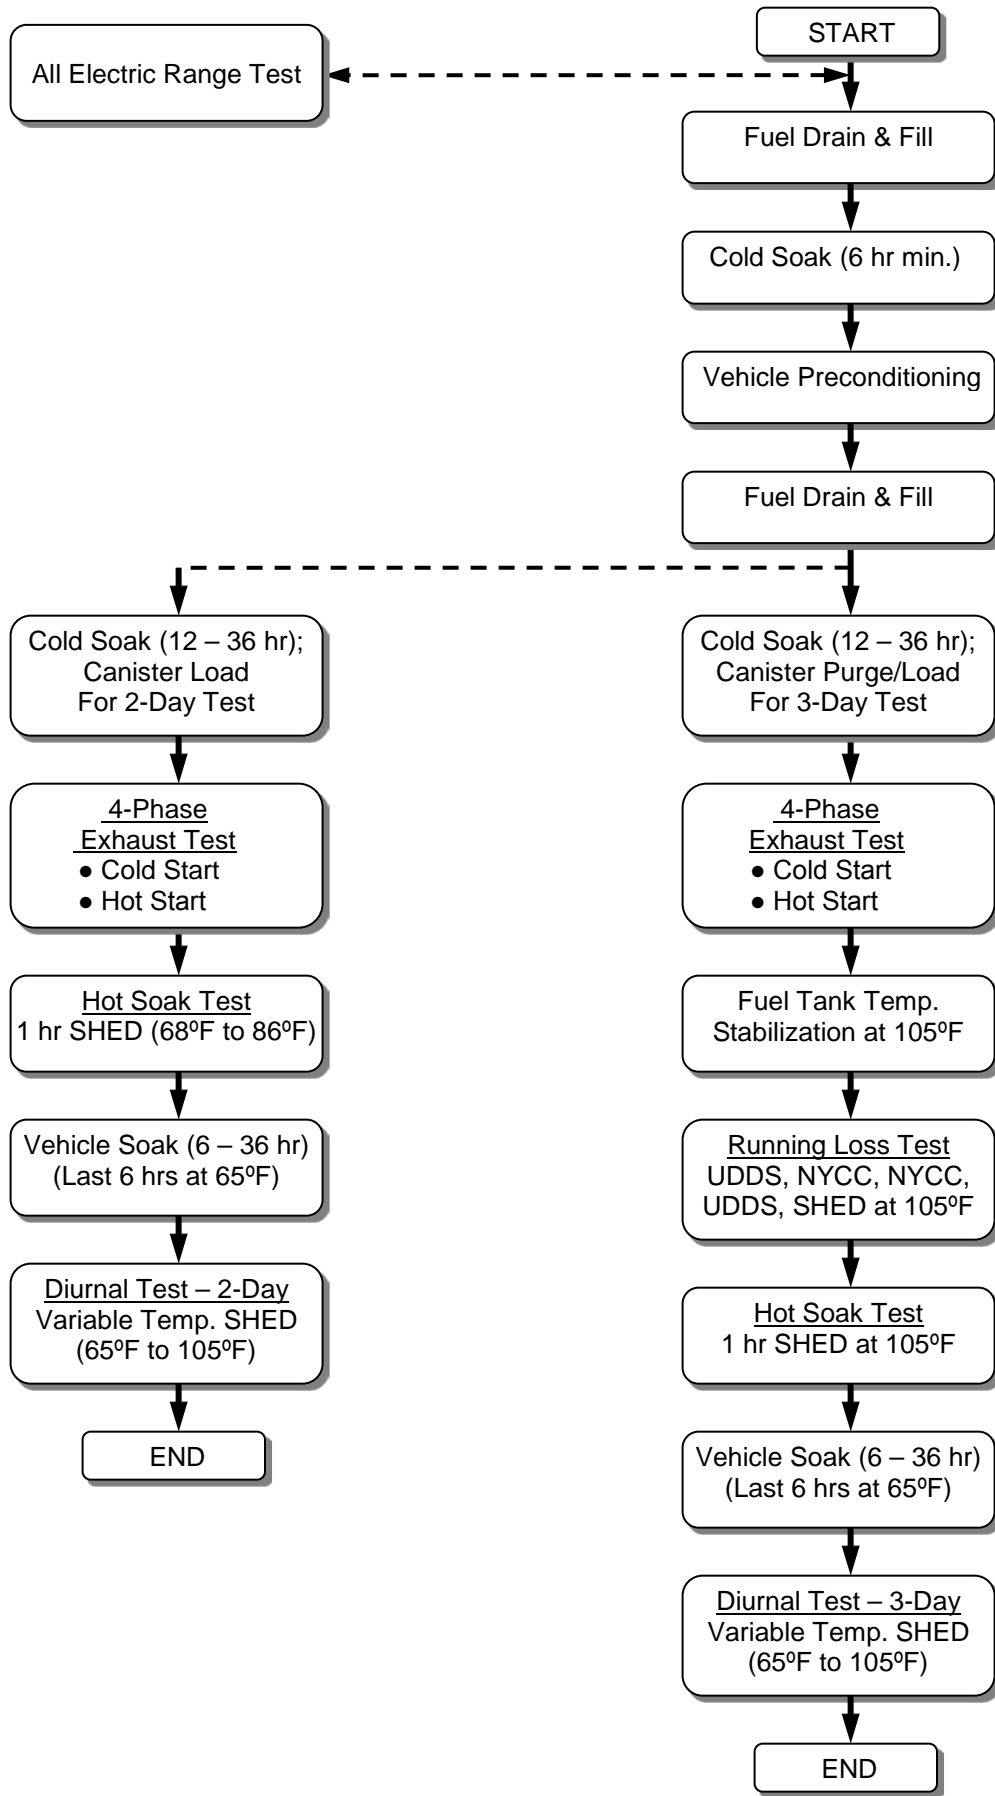 START
All Electric Range Test
Fuel Drain & Fill
Cold Soak (6 hr min.)
Vehicle Preconditioning
Fuel Drain & Fill
Cold Soak (12 – 36 hr);
Canister Load
For 2-Day Test
Cold Soak (12 – 36 hr);
Canister Purge/Load
For 3-Day Test
4-Phase
Exhaust Test
● Cold Start
● Hot Start
4-Phase
Exhaust Test
● Cold Start
● Hot Start
Hot Soak Test
1 hr SHED (68ºF to 86ºF)
Fuel Tank Temp.
Stabilization at 105ºF
Vehicle Soak (6 – 36 hr)
(Last 6 hrs at 65ºF)
Running Loss Test
UDDS, NYCC, NYCC,
UDDS, SHED at 105ºF
Diurnal Test – 2-Day
Variable Temp. SHED
(65ºF to 105ºF)
Hot Soak Test
1 hr SHED at 105ºF
END
Vehicle Soak (6 – 36 hr)
(Last 6 hrs at 65ºF)
Diurnal Test – 3-Day
Variable Temp. SHED
(65ºF to 105ºF)
END